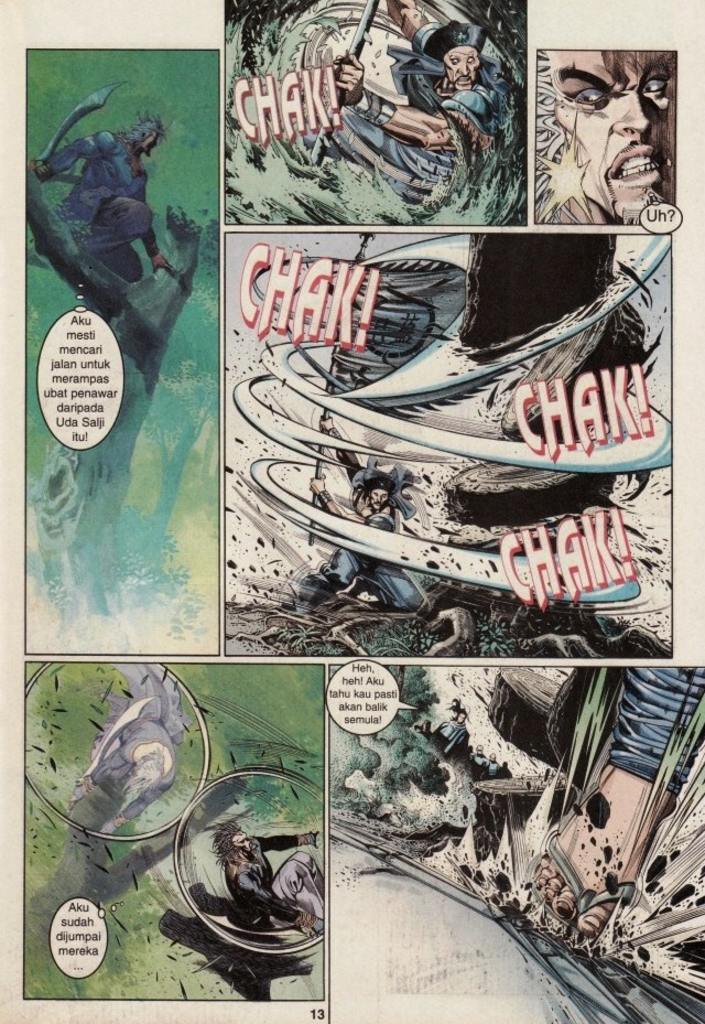 Aku
mesti
mencari
jalan untuk
merampas
ubat penawar
daripada
Uda Salji
itu!
CHAK!
Uh?
CHAK!
CHAK!
CHAK!
Aku
sudah
dijumpai
mereka
...
Heh,
heh! Aku
tahu kau pasti
akan balik
semula!
13